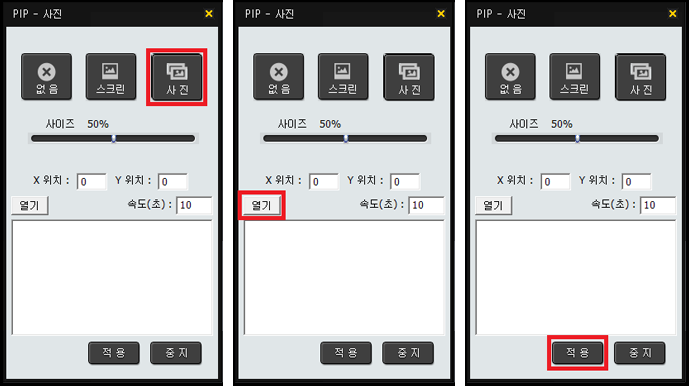 PIP - 사진
없 음
스크린
사 진
사이즈 50%
X 위치 : 0 Y 위치 : 0
열기 속도(초) : 10
적 용 중 지
PIP - 사진
없 음
스크린
사 진
사이즈 50%
X 위치 : 0 Y 위치 : 0
열기 속도(초) : 10
적 용 중 지
PIP - 사진
없 음
스크린
사 진
사이즈 50%
X 위치 : 0 Y 위치 : 0
열기 속도(초) : 10
적 용 중 지